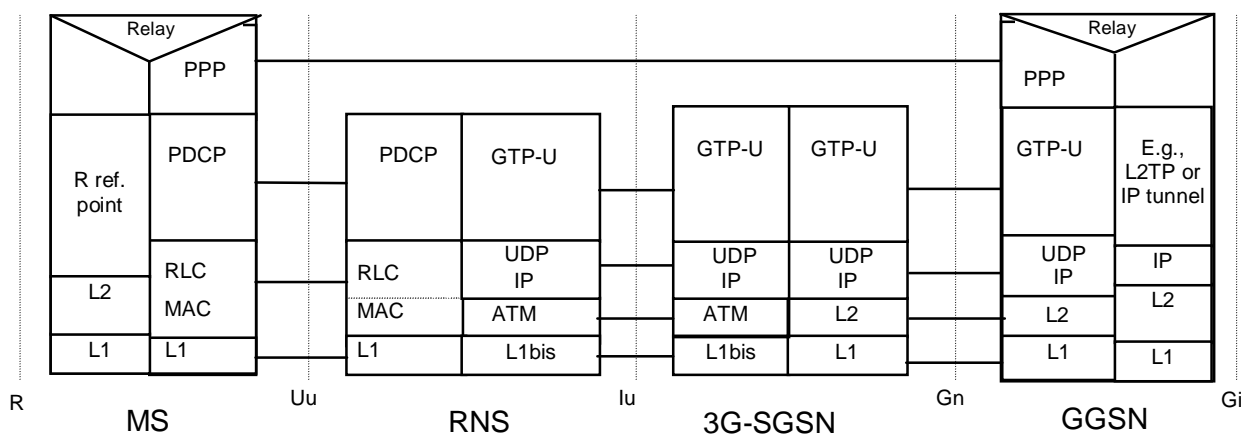 Relay
PPP
R ref.
point
PDCP
L2
RLC
MAC
L1
L1
PDCP
GTP-U
RLC
UDP
IP
MAC
ATM
L1
L1bis
GTP-U
GTP-U
UDP
IP
UDP
IP
ATM
L2
L1bis
L1
Relay
PPP
GTP-U
E.g.,
L2TP or
IP tunnel
UDP
IP
IP
L2
L2
L1
L1
R
MS
Uu
RNS
Iu
3G-SGSN
Gn
GGSN
Gi